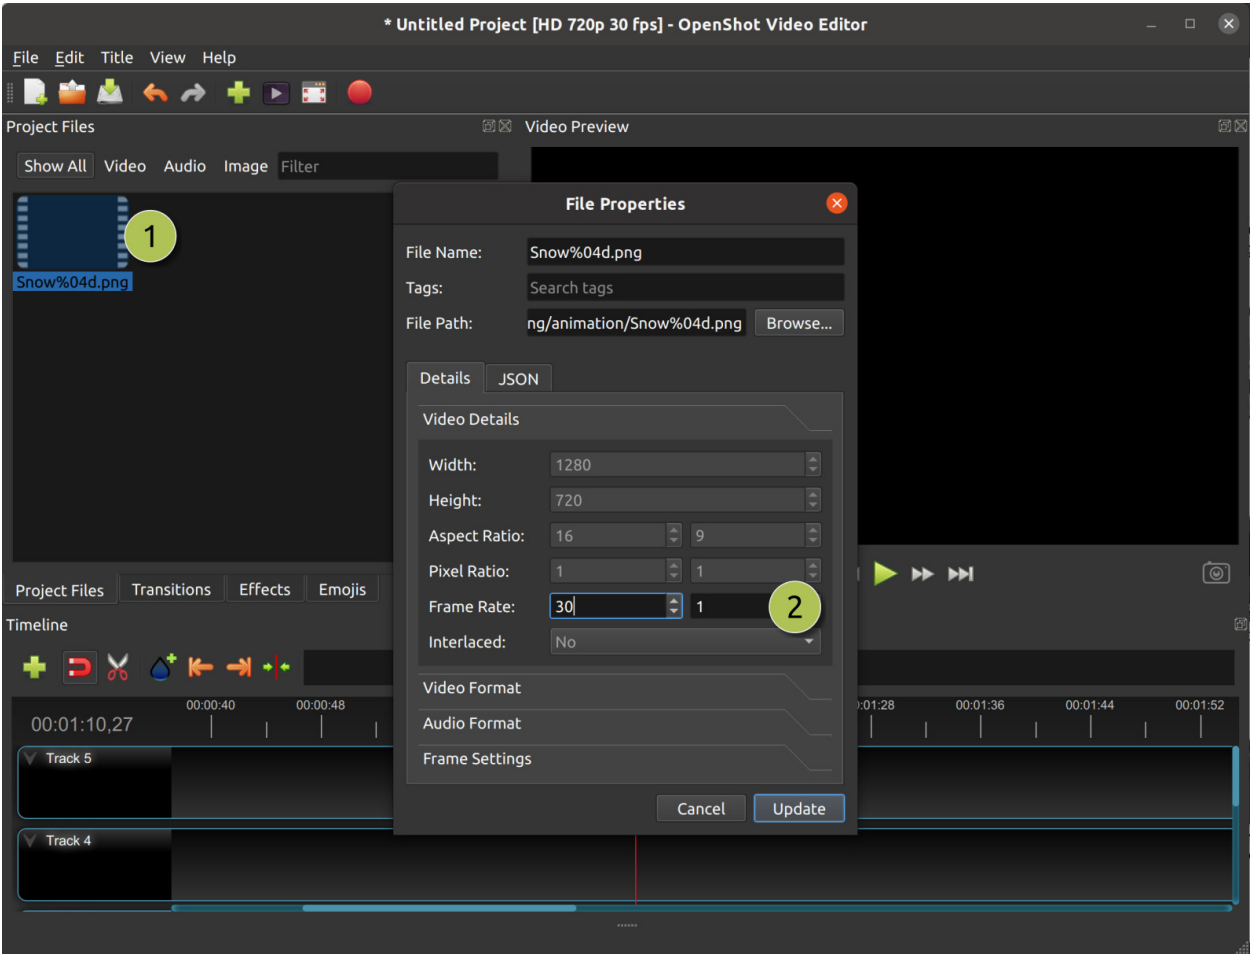 * Untitled Project [HD 720p 30 fps] - OpenShot Video Editor
File Edit Title View Help
Project Files
Video Preview
Show All Video Audio Image Filter
1
Snow%04d.png
File Properties
File Name: Snow%04d.png
Tags: Search tags
File Path: ng/animation/Snow%04d.png Browse...
Details JSON
Video Details
Width: 1280
Height: 720
Aspect Ratio: 16 9
Pixel Ratio: 1 1
Frame Rate: 30 1
2
Interlaced: No
Video Format
Audio Format
Frame Settings
Cancel Update
Project Files Transitions Effects Emojis
Timeline
00:01:10,27
00:00:40 00:00:48 :01:28 00:01:36 00:01:44 00:01:52
Track 5
Track 4